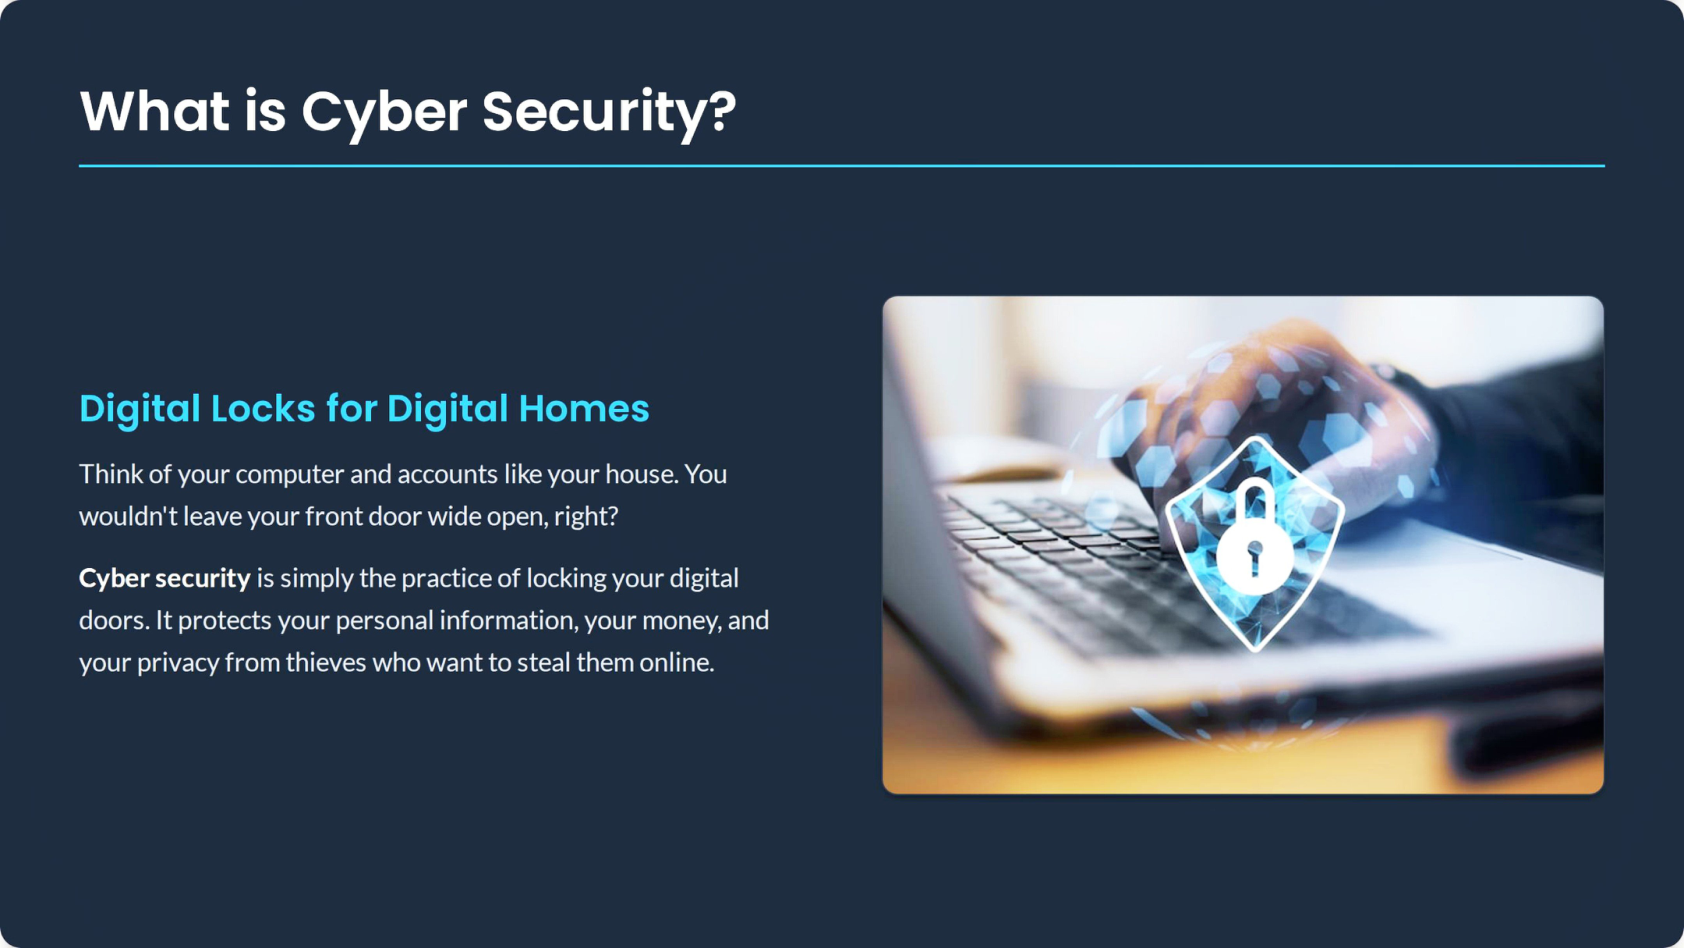 What is Cyber Security?
Digital Locks for Digital Homes
Think of your computer and accounts like your house. You
wouldn't leave your front door wide open, right?
Cyber security is simply the practice of locking your digital
doors. It protects your personal information, your money, and
your privacy from thieves who want to steal them online.